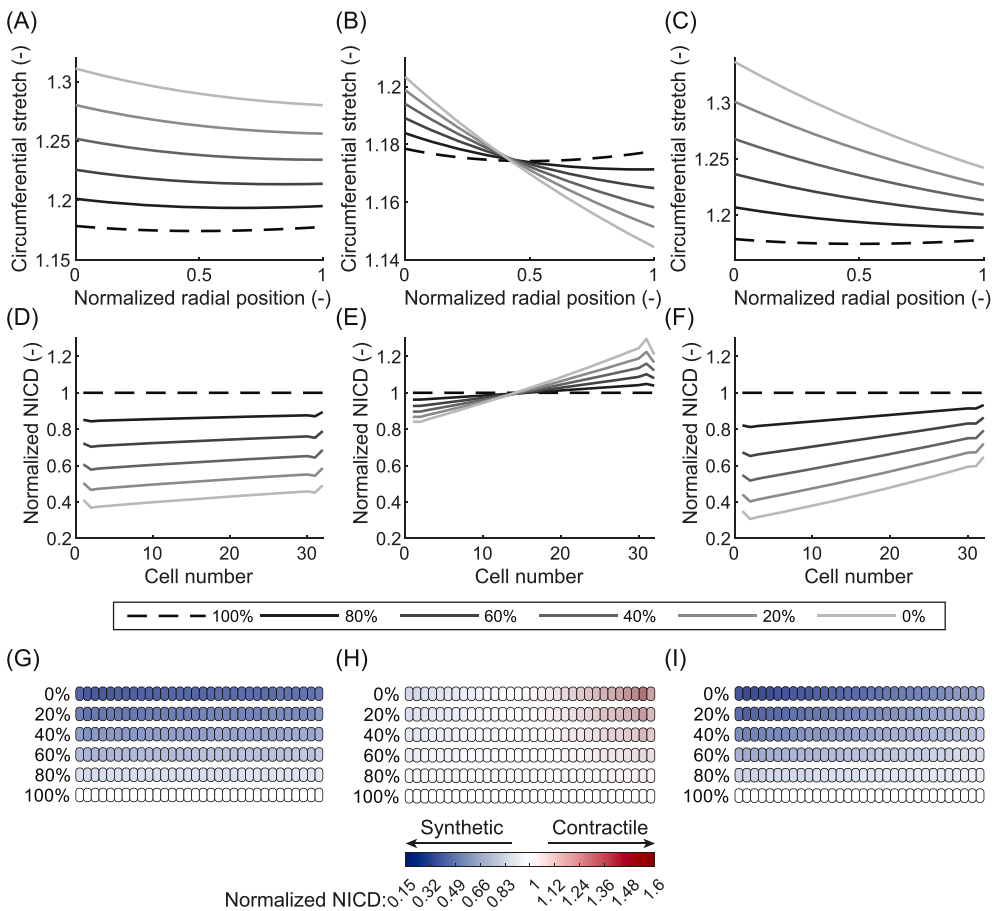 (A)
Circumferential stretch (-)
1.3
1.25
1.2
1.15
0
0.5
1
Normalized radial position (-)
(B)
Circumferential stretch (-)
1.2
1.18
1.16
1.14
0
0.5
1
Normalized radial position (-)
(C)
Circumferential stretch (-)
1.3
1.25
1.2
0
0.5
1
Normalized radial position (-)
(D)
Normalized NICD (-)
1.2
1
0.8
0.6
0.4
0.2
0
10
20
30
Cell number
(E)
Normalized NICD (-)
1.2
1
0.8
0.6
0.4
0.2
0
10
20
30
Cell number
(F)
Normalized NICD (-)
1.2
1
0.8
0.6
0.4
0.2
0
10
20
30
Cell number
100% 80% 60% 40% 20% 0%
(G)
0%
20%
40%
60%
80%
100%
(H)
0%
20%
40%
60%
80%
100%
(I)
0%
20%
40%
60%
80%
100%
Synthetic Contractile
Normalized NICD: 0.15 0.32 0.49 0.66 0.83 1 1.12 1.24 1.36 1.48 1.6